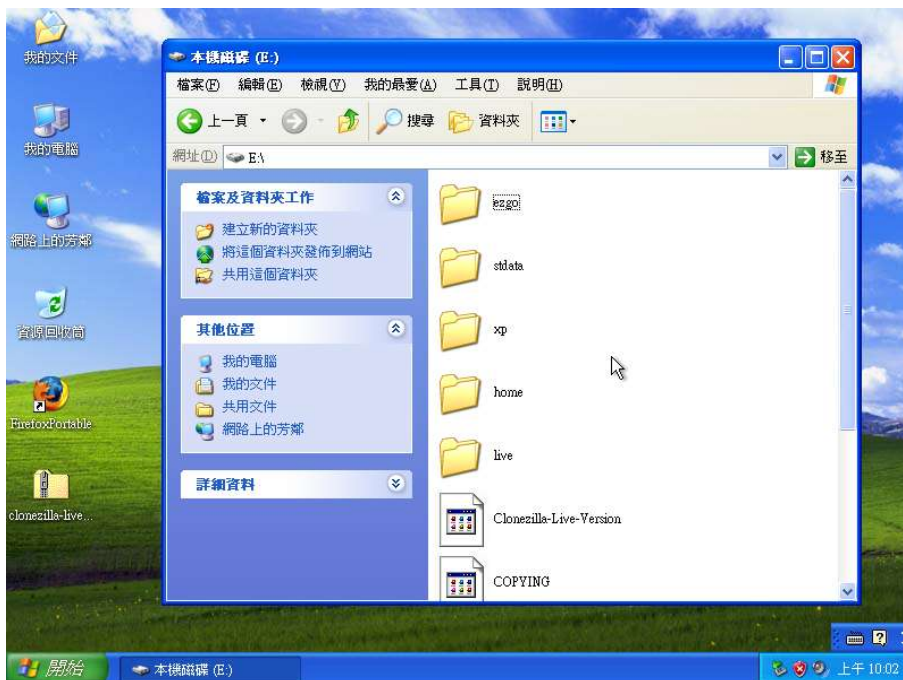 我的文件
我的電腦
網路上的芳鄰
資源回收筒
FirefoxPortable
clonezilla-live...
本機磁碟 (E:)
檔案(F) 編輯(E) 檢視(V) 我的最愛(A) 工具(T) 說明(H)
上一頁 搜尋 資料夾
網址(D) E:\ 移至
檔案及資料夾工作
建立新的資料夾
將這個資料夾發佈到網站
共用這個資料夾
其他位置
我的電腦
我的文件
共用文件
網路上的芳鄰
詳細資料
ezgo
stdata
xp
home
live
Clonezilla-Live-Version
COPYING
開始 本機磁碟 (E:) 上午 10:02